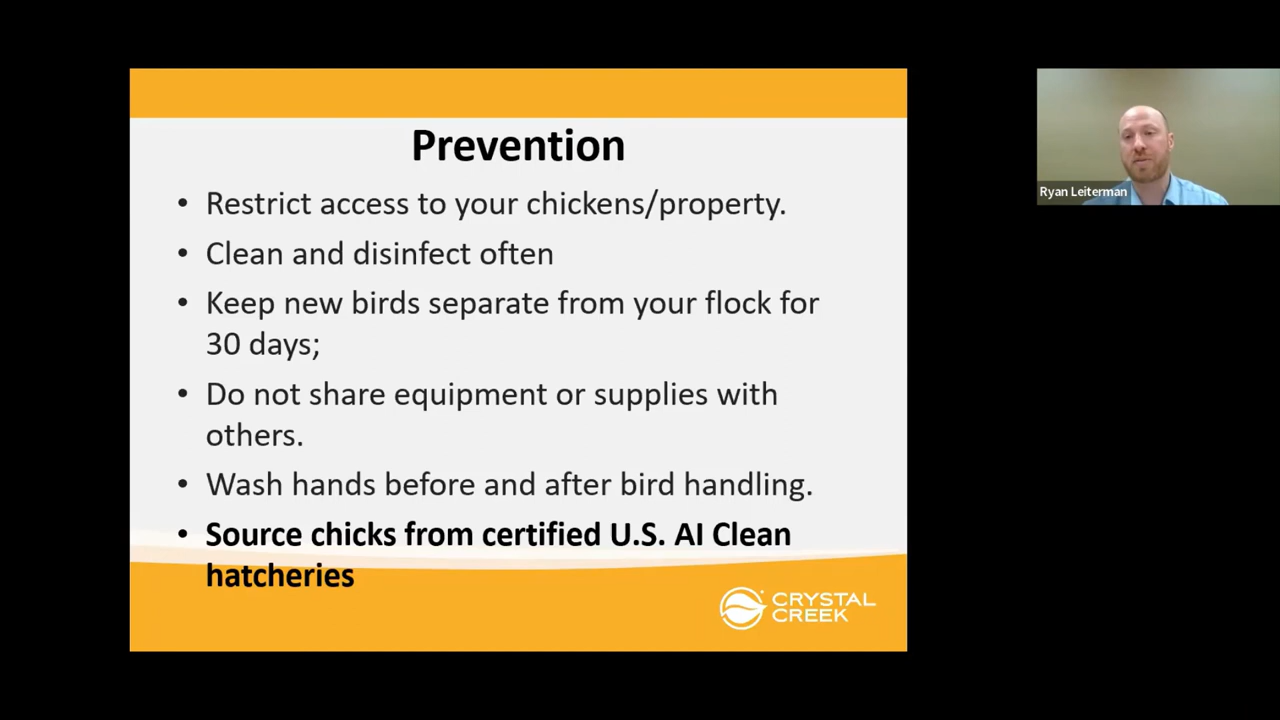 Prevention
• Restrict access to your chickens/property.
• Clean and disinfect often
• Keep new birds separate from your flock for
30 days;
• Do not share equipment or supplies with
others.
• Wash hands before and after bird handling.
• Source chicks from certified U.S. AI Clean
hatcheries
CRYSTAL
CREEK
Ryan Leiterman